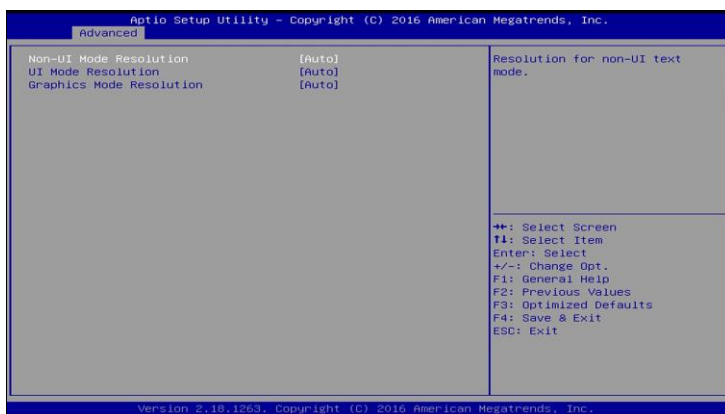 Aptio Setup Utility – Copyright (C) 2016 American Megatrends, Inc.
Advanced
Non-UI Mode Resolution [Auto]
UI Mode Resolution [Auto]
Graphics Mode Resolution [Auto]
Resolution for non-UI text
mode.
→←: Select Screen
↑↓: Select Item
Enter: Select
+/-: Change Opt.
F1: General Help
F2: Previous Values
F3: Optimized Defaults
F4: Save & Exit
ESC: Exit
Version 2.18.1263. Copyright (C) 2016 American Megatrends, Inc.